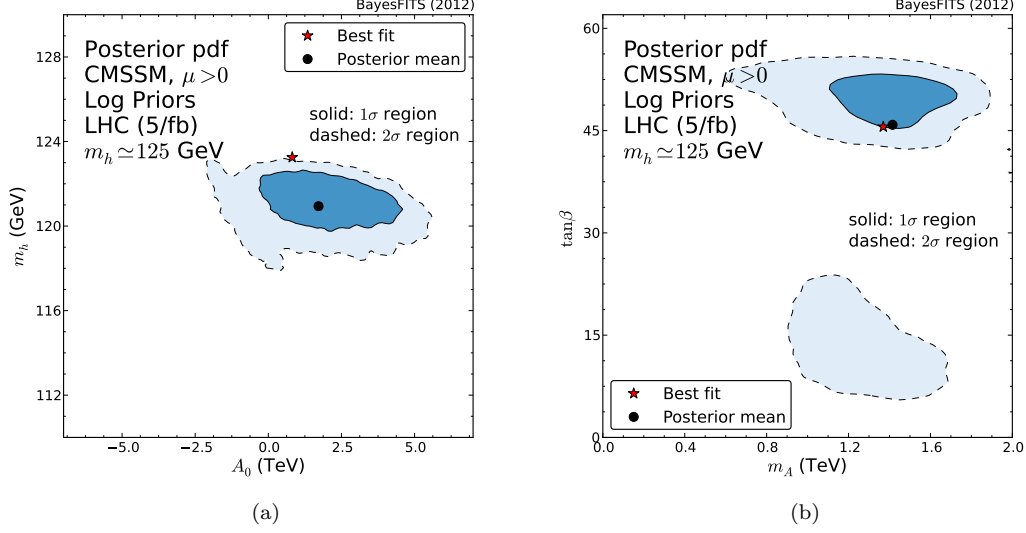 BayesFITS (2012)
Posterior pdf
CMSSM, μ >0
Log Priors
LHC (5/fb)
m_h ≃125 GeV
Best fit
Posterior mean
solid: 1σ region
dashed: 2σ region
128
124
120
116
112
m_h (GeV)
−5.0 −2.5 0.0 2.5 5.0
A_0 (TeV)
(a)
BayesFITS (2012)
Posterior pdf
CMSSM, μ >0
Log Priors
LHC (5/fb)
m_h ≃125 GeV
solid: 1σ region
dashed: 2σ region
Best fit
Posterior mean
60
45
30
15
0
tanβ
0.0 0.4 0.8 1.2 1.6 2.0
m_A (TeV)
(b)